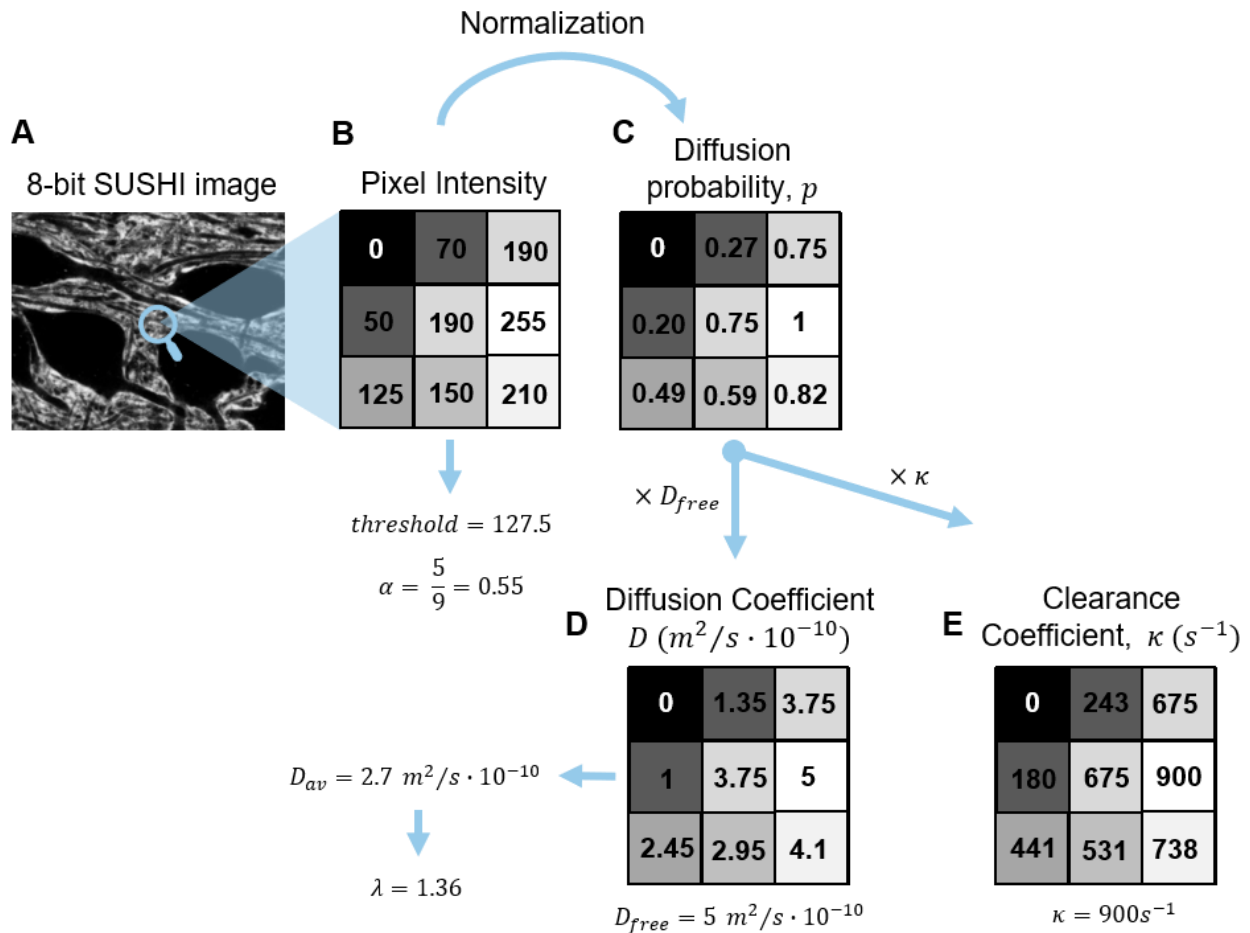 Normalization
A
8-bit SUSHI image
B
Pixel Intensity
0 70 190
50 190 255
125 150 210
threshold = 127.5
α = 5/9 = 0.55
C
Diffusion
probability, p
0 0.27 0.75
0.20 0.75 1
0.49 0.59 0.82
× D_free
× κ
D
Diffusion Coefficient
D (m²/s · 10⁻¹⁰)
0 1.35 3.75
1 3.75 5
2.45 2.95 4.1
D_free = 5 m²/s · 10⁻¹⁰
D_av = 2.7 m²/s · 10⁻¹⁰
λ = 1.36
E
Clearance
Coefficient, κ (s⁻¹)
0 243 675
180 675 900
441 531 738
κ = 900s⁻¹